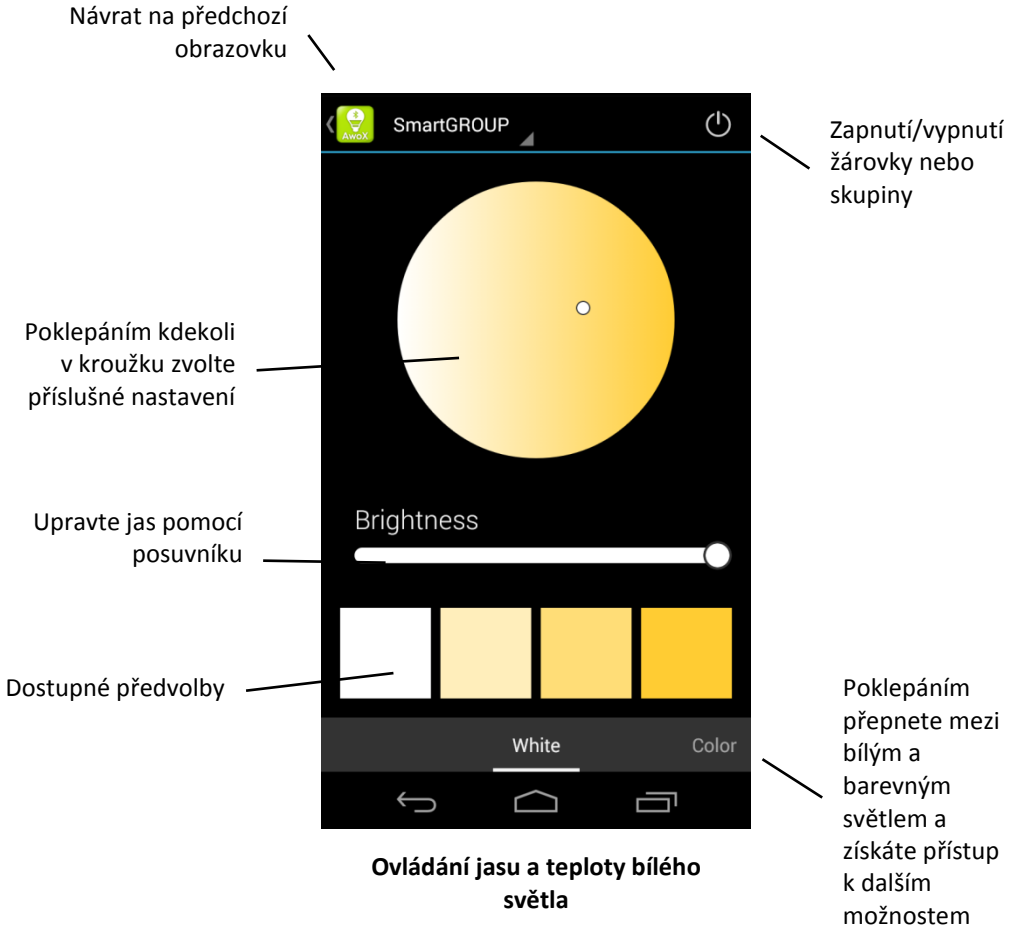 Návrat na předchozí
obrazovku
AwoX
SmartGROUP
Zapnutí/vypnutí
žárovky nebo
skupiny
Poklepáním kdekoli
v kroužku zvolte
příslušné nastavení
Upravte jas pomocí
posuvníku
Brightness
Dostupné předvolby
White
Color
Poklepáním
přepnete mezi
bílým a
barevným
světlem a
získáte přístup
k dalším
možnostem
Ovládání jasu a teploty bílého
světla